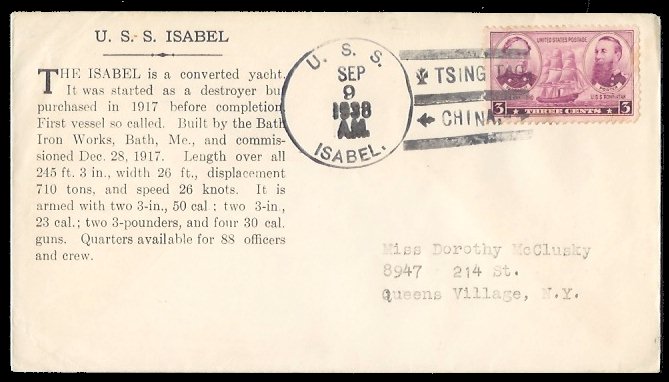 U. S. S. ISABEL
THE ISABEL is a converted yacht.
It was started as a destroyer but
purchased in 1917 before completion.
First vessel so called. Built by the Bath
Iron Works, Bath, Me., and commis-
sioned Dec. 28, 1917. Length over all
245 ft. 3 in., width 26 ft., displacement
710 tons, and speed 26 knots. It is
armed with two 3-in., 50 cal; two 3-in,
23 cal.; two 3-pounders, and four 30 cal.
guns. Quarters available for 88 officers
and crew.
U. S. S.
SEP
9
1938
A.M.
ISABEL.
TSING
CHINA.
UNITED STATES POSTAGE
3 THREE CENTS 3
Miss Dorothy McClusky
8947 214 St.
Queens Village, N.Y.